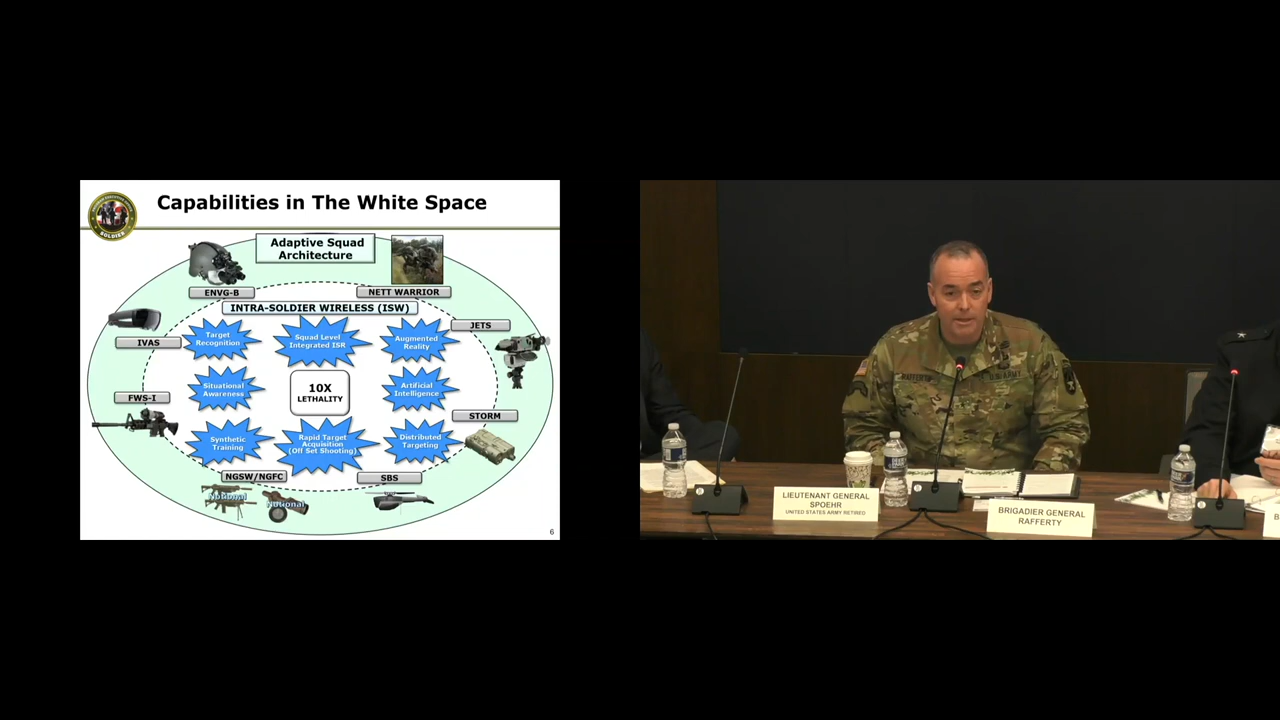 Capabilities in The White Space
SOLDIER
Adaptive Squad
Architecture
ENVG-B
NETT WARRIOR
INTRA-SOLDIER WIRELESS (ISW)
JETS
IVAS
Target
Recognition
Squad Level
Integrated ISR
Augmented
Reality
Situational
Awareness
10X
LETHALITY
Artificial
Intelligence
FWS-I
STORM
Synthetic
Training
Rapid Target
Acquisition
(Off Set Shooting)
Distributed
Targeting
NGSW/NGFC
SBS
Notional
Notional
6
RAFFERTY
U.S. ARMY
LIEUTENANT GENERAL
SPOEHR
UNITED STATES ARMY RETIRED
BRIGADIER GENERAL
RAFFERTY
B